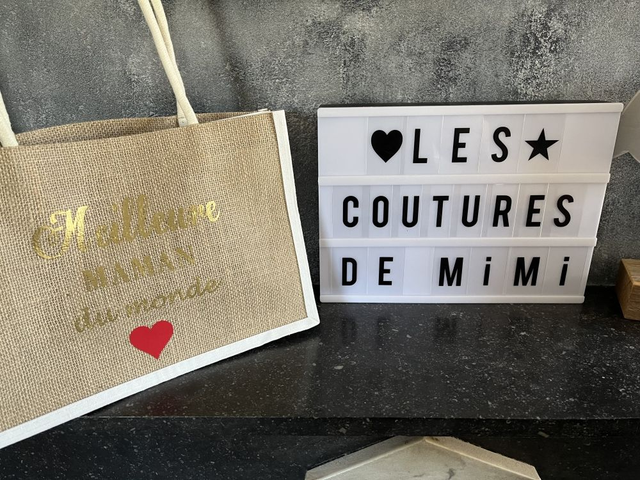 Meilleure
MAMAN
du monde
♥LES★
COUTURES
DE MiMi